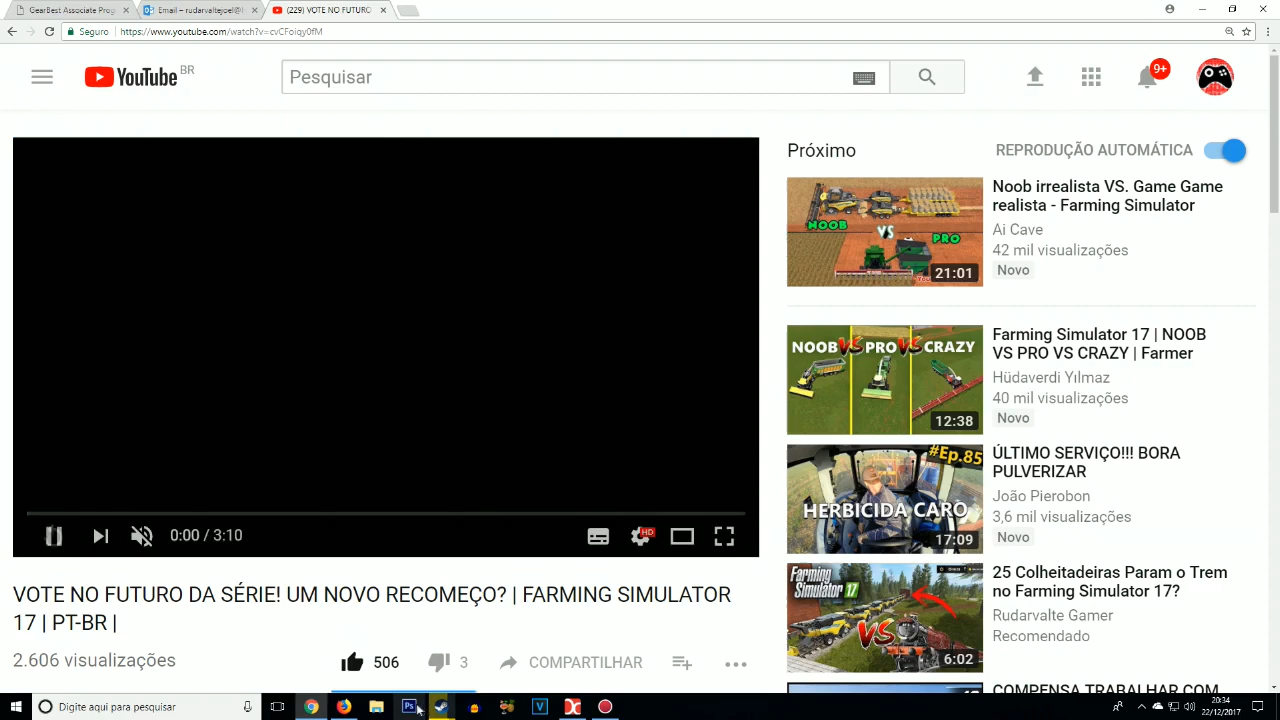 GearBest Associate Prog
Email – rudarvaltejoel@
(229) VOTE NO FUTURO
Seguro
https://www.youtube.com/watch?v=cvCFoiqy0fM
YouTube BR
Pesquisar
9+
Próximo
REPRODUÇÃO AUTOMÁTICA
NOOB
VS
PRO
21:01
Noob irrealista VS. Game Game
realista - Farming Simulator
Ai Cave
42 mil visualizações
Novo
NOOB VS PRO VS CRAZY
12:38
Farming Simulator 17 | NOOB
VS PRO VS CRAZY | Farmer
Hüdaverdi Yılmaz
40 mil visualizações
Novo
#Ep.85
HERBICIDA CARO
17:09
ÚLTIMO SERVIÇO!!! BORA
PULVERIZAR
João Pierobon
3,6 mil visualizações
Novo
Farming
Simulator 17
VS
6:02
25 Colheitadeiras Param o Trem
no Farming Simulator 17?
Rudarvalte Gamer
Recomendado
COMPENSA TRABALHAR COM
0:00 / 3:10
HD
VOTE NO FUTURO DA SÉRIE! UM NOVO RECOMEÇO? | FARMING SIMULATOR
17 | PT-BR |
2.606 visualizações
506
3
COMPARTILHAR
Digite aqui para pesquisar
Ps
V
20:34
22/12/2017